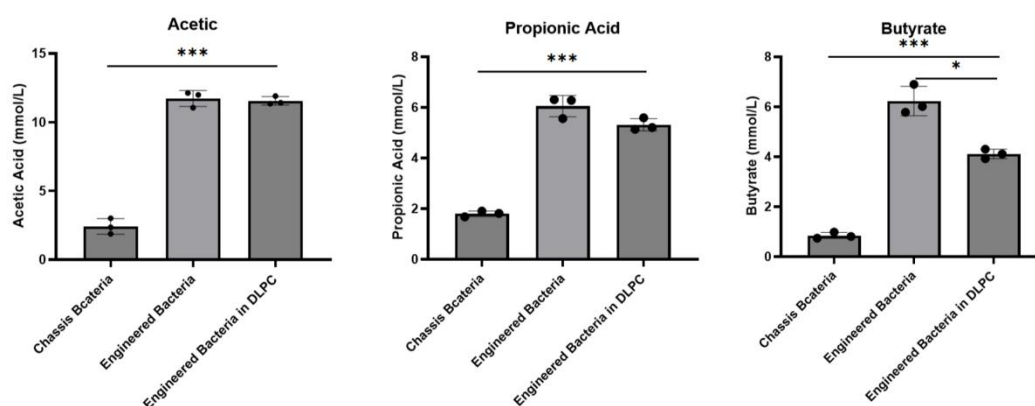 Acetic
***
15
10
5
0
Acetic Acid (mmol/L)
Chassis Bcateria
Engineered Bacteria
Engineered Bacteria in DLPC
Propionic Acid
***
8
6
4
2
0
Propionic Acid (mmol/L)
Chassis Bcateria
Engineered Bacteria
Engineered Bacteria in DLPC
Butyrate
***
*
8
6
4
2
0
Butyrate (mmol/L)
Chassis Bcateria
Engineered Bacteria
Engineered Bacteria in DLPC